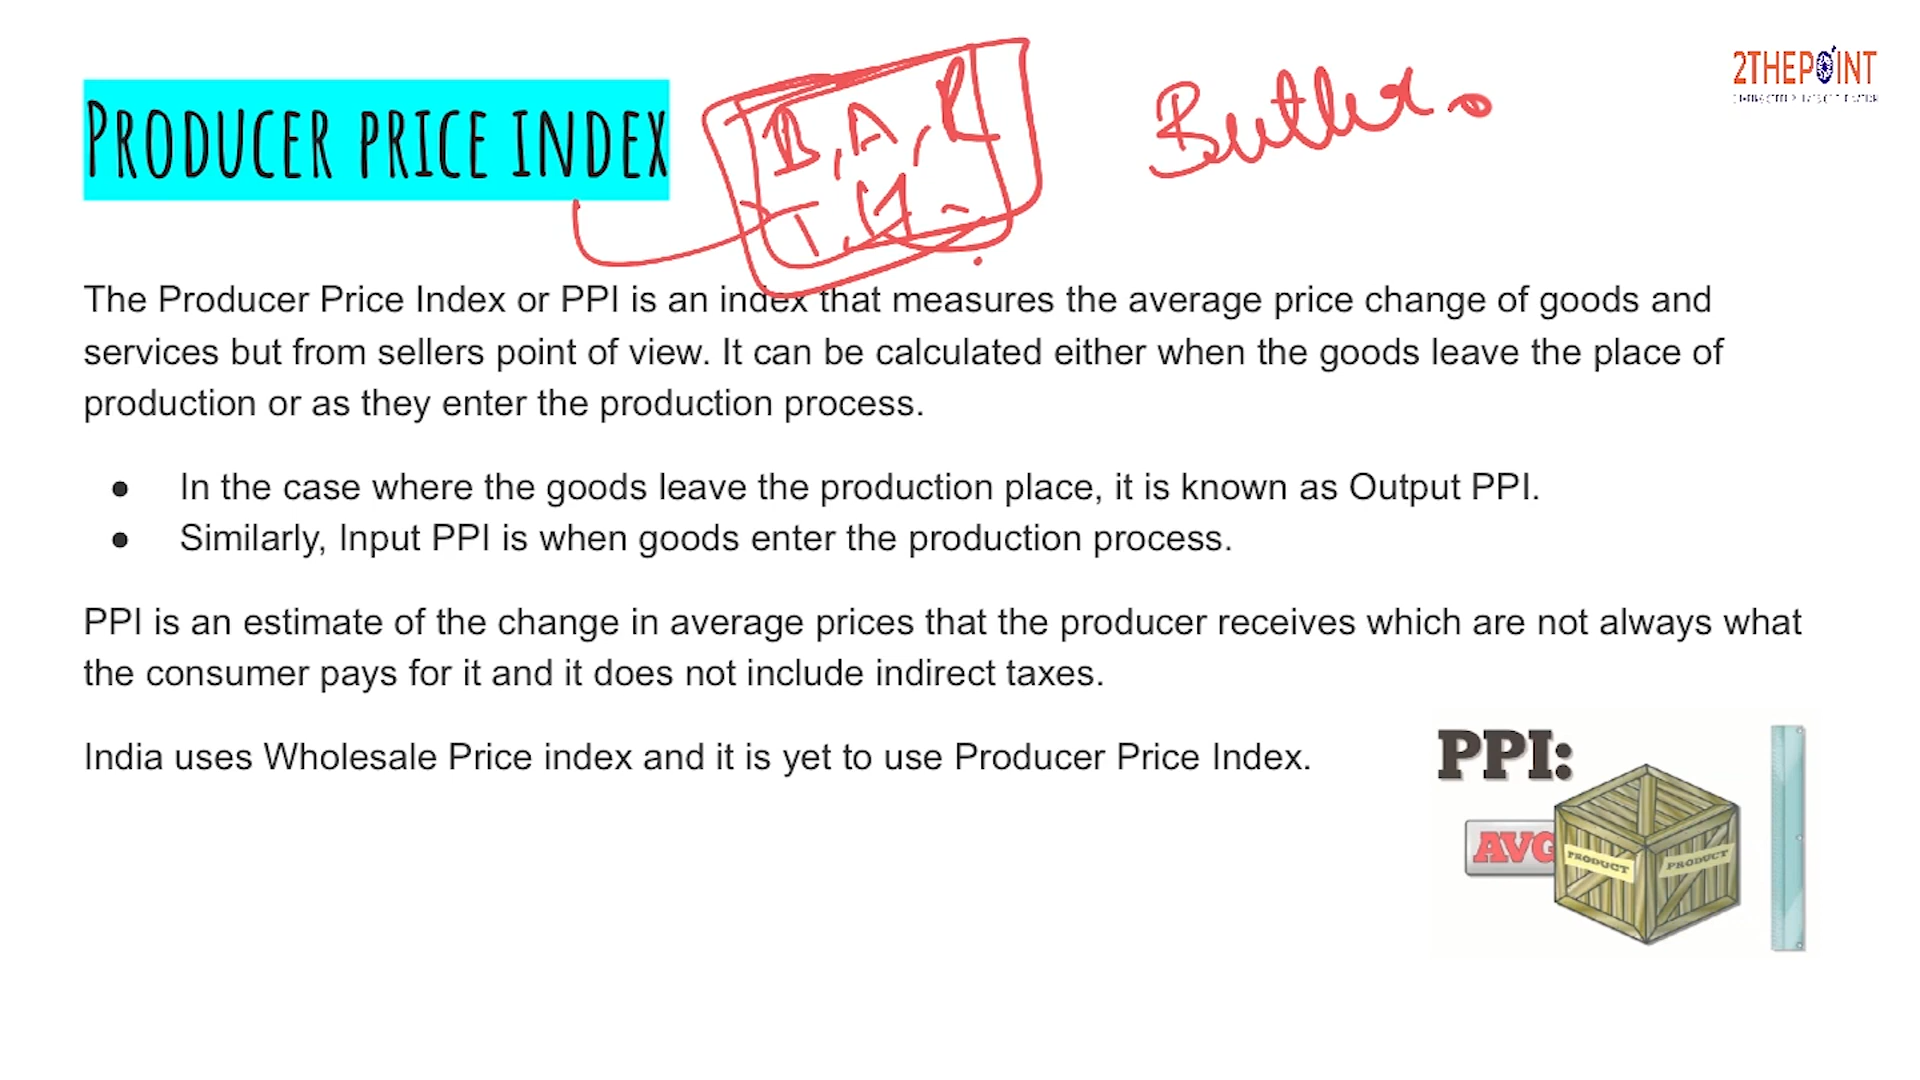 PRODUCER PRICE INDEX
B, A, R
T, M
Butter.
2THEPOINT
The Producer Price Index or PPI is an index that measures the average price change of goods and
services but from sellers point of view. It can be calculated either when the goods leave the place of
production or as they enter the production process.
● In the case where the goods leave the production place, it is known as Output PPI.
● Similarly, Input PPI is when goods enter the production process.
PPI is an estimate of the change in average prices that the producer receives which are not always what
the consumer pays for it and it does not include indirect taxes.
India uses Wholesale Price index and it is yet to use Producer Price Index.
PPI:
AVG
PRODUCT PRODUCT